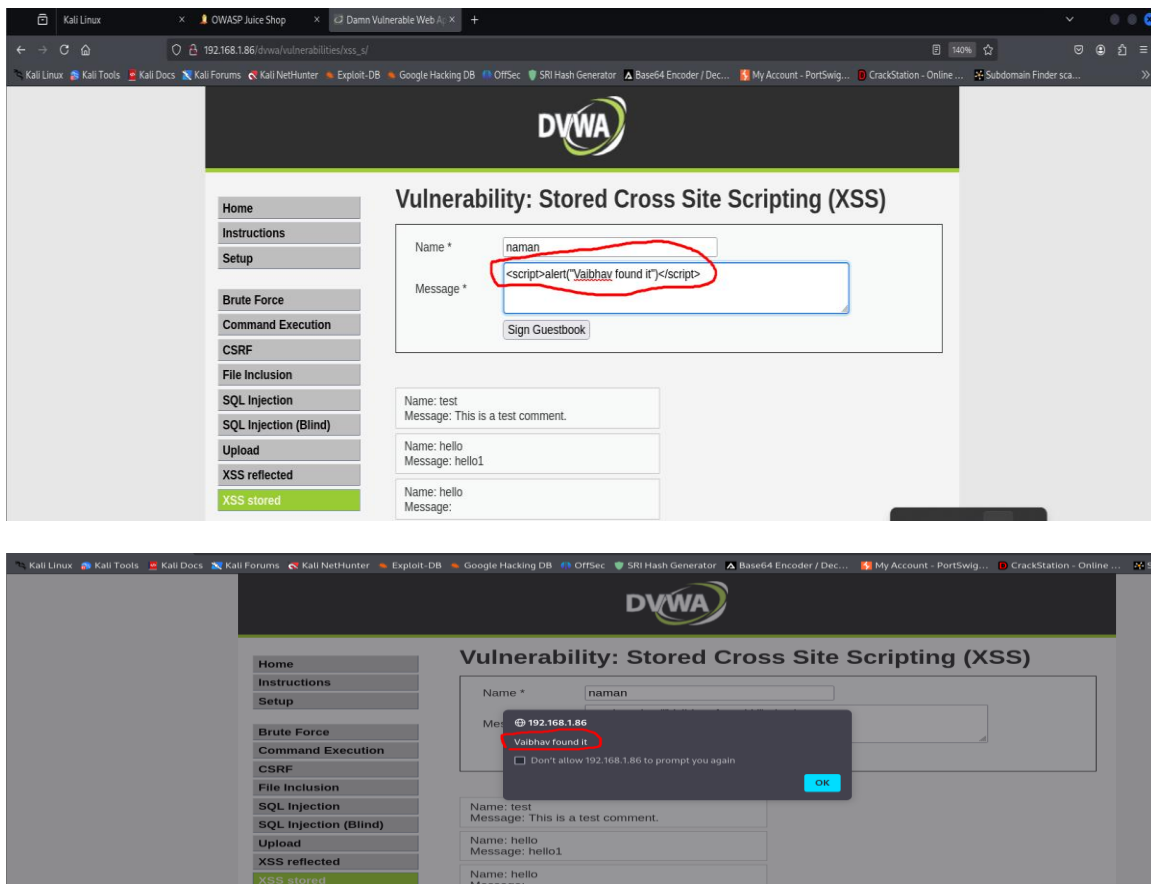 Kali Linux
OWASP Juice Shop
Damn Vulnerable Web Ap
192.168.1.86/dvwa/vulnerabilities/xss_s/
140%
Kali Linux Kali Tools Kali Docs Kali Forums Kali NetHunter Exploit-DB Google Hacking DB OffSec SRI Hash Generator Base64 Encoder / Dec... My Account - PortSwig... CrackStation - Online ... Subdomain Finder sca...
DVWA
Vulnerability: Stored Cross Site Scripting (XSS)
Home
Instructions
Setup
Brute Force
Command Execution
CSRF
File Inclusion
SQL Injection
SQL Injection (Blind)
Upload
XSS reflected
XSS stored
Name *
naman
Message *
<script>alert("Vaibhav found it")</script>
Sign Guestbook
Name: test
Message: This is a test comment.
Name: hello
Message: hello1
Name: hello
Message:
Kali Linux Kali Tools Kali Docs Kali Forums Kali NetHunter Exploit-DB Google Hacking DB OffSec SRI Hash Generator Base64 Encoder / Dec... My Account - PortSwig... CrackStation - Online ...
DVWA
Vulnerability: Stored Cross Site Scripting (XSS)
Home
Instructions
Setup
Brute Force
Command Execution
CSRF
File Inclusion
SQL Injection
SQL Injection (Blind)
Upload
XSS reflected
XSS stored
Name *
naman
192.168.1.86
Vaibhav found it
Don't allow 192.168.1.86 to prompt you again
OK
Name: test
Message: This is a test comment.
Name: hello
Message: hello1
Name: hello